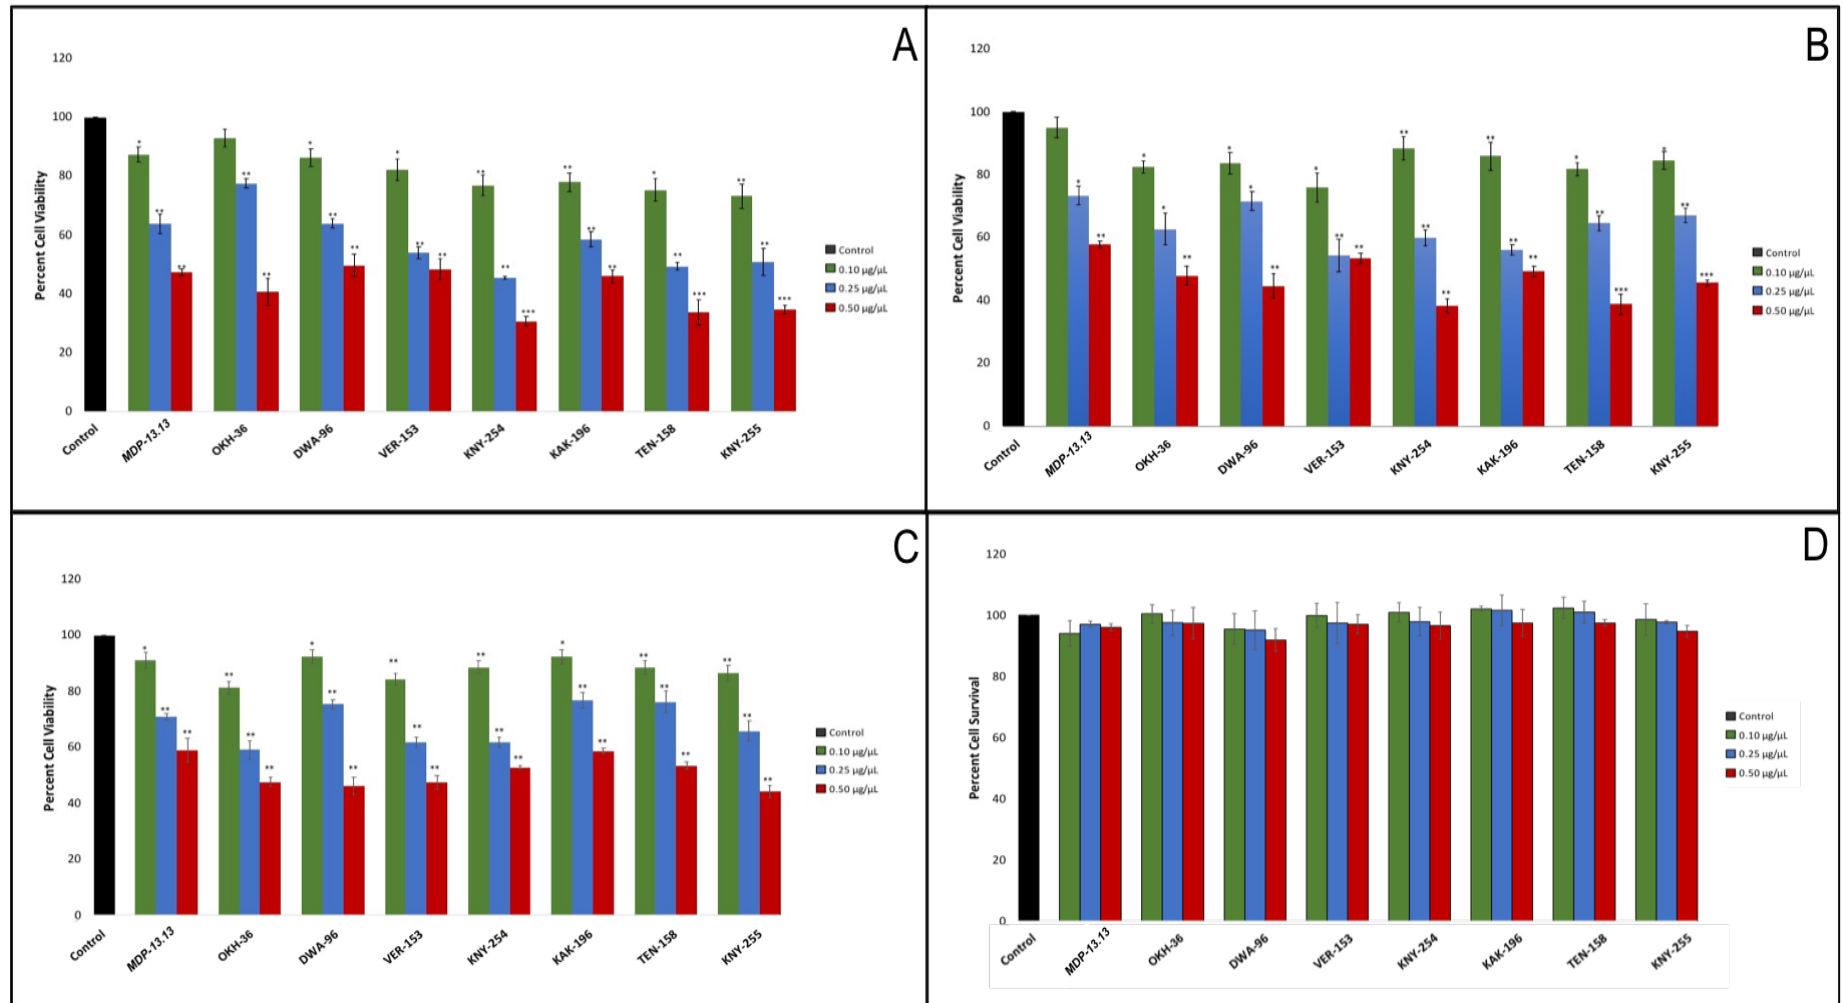 A
120
100
80
60
40
20
0
Percent Cell Viability
* ** **
** **
* ** **
* ** **
** ** ***
** ** **
* ** ***
** ** ***
Control
MDP-13.13
OKH-36
DWA-96
VER-153
KNY-254
KAK-196
TEN-158
KNY-255
Control
0.10 µg/µL
0.25 µg/µL
0.50 µg/µL
B
120
100
80
60
40
20
0
Percent Cell Viability
* **
* * **
* * **
* ** **
** ** **
** ** **
* ** ***
* ** ***
Control
MDP-13.13
OKH-36
DWA-96
VER-153
KNY-254
KAK-196
TEN-158
KNY-255
Control
0.10 µg/µL
0.25 µg/µL
0.50 µg/µL
C
120
100
80
60
40
20
0
Percent Cell Viability
* ** **
** ** **
* ** **
** ** **
** ** **
* ** **
** ** **
** ** **
Control
MDP-13.13
OKH-36
DWA-96
VER-153
KNY-254
KAK-196
TEN-158
KNY-255
Control
0.10 µg/µL
0.25 µg/µL
0.50 µg/µL
D
120
100
80
60
40
20
0
Percent Cell Survival
Control
MDP-13.13
OKH-36
DWA-96
VER-153
KNY-254
KAK-196
TEN-158
KNY-255
Control
0.10 µg/µL
0.25 µg/µL
0.50 µg/µL